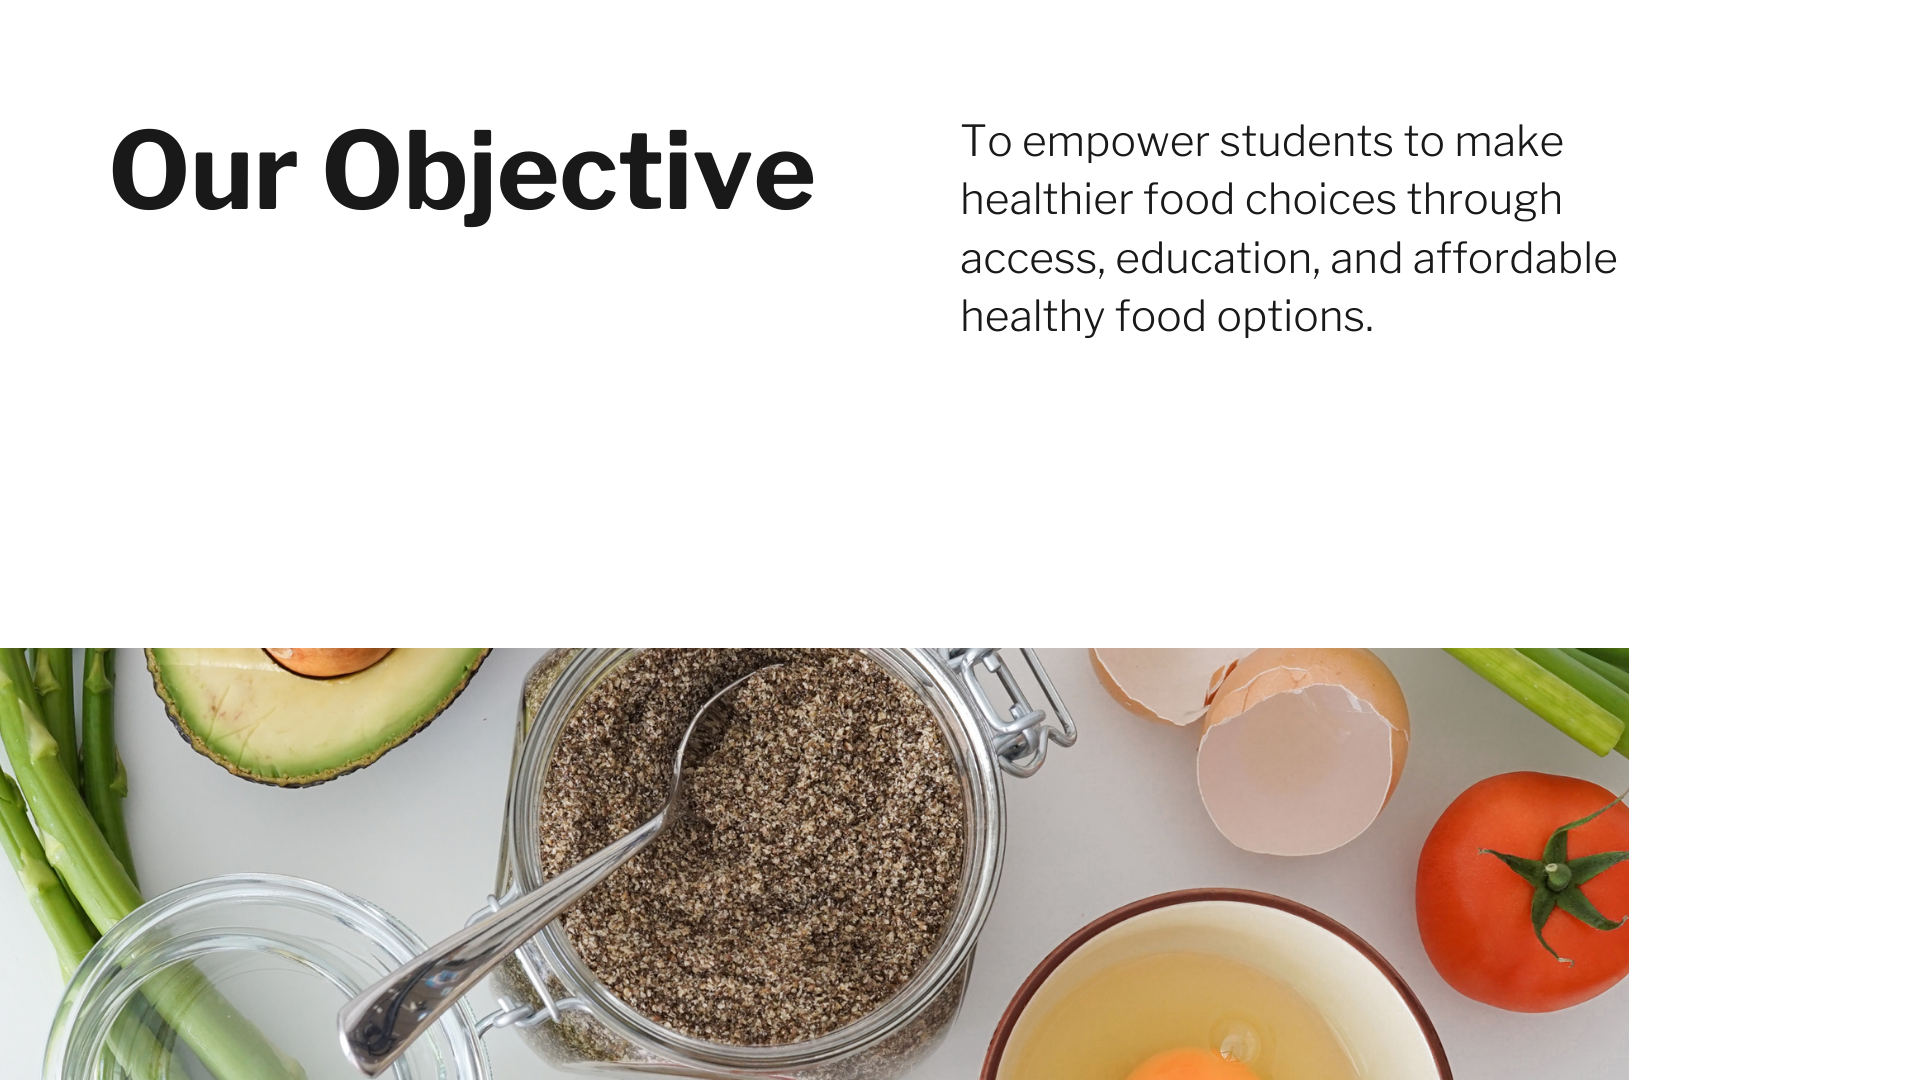 Our Objective
To empower students to make
healthier food choices through
access, education, and affordable
healthy food options.